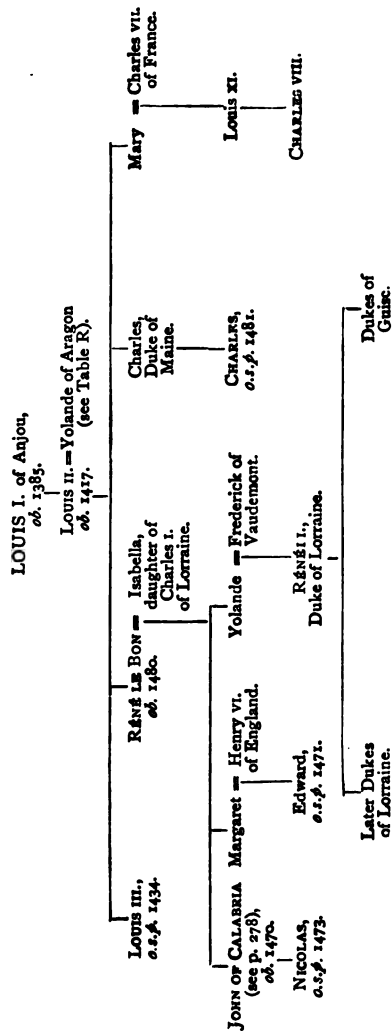 LOUIS I. of Anjou,
ob. 1385.
LOUIS II. = Yolande of Aragon
ob. 1417. (see Table R).
LOUIS III.,
o.s.p. 1434.
RÉNÉ LE BON = Isabella,
ob. 1480. daughter of
Charles I.
of Lorraine.
Charles,
Duke of
Maine.
Mary = Charles VII.
of France.
CHARLES,
o.s.p. 1481.
Louis XI.
CHARLES VIII.
JOHN OF CALABRIA
(see p. 278),
ob. 1470.
Margaret = Henry VI.
of England.
Yolande = Frederick of
Vaudemont.
NICOLAS,
o.s.p. 1473.
Edward,
o.s.p. 1471.
RÉNÉ II.,
Duke of Lorraine.
Later Dukes
of Lorraine.
Dukes of
Guise.